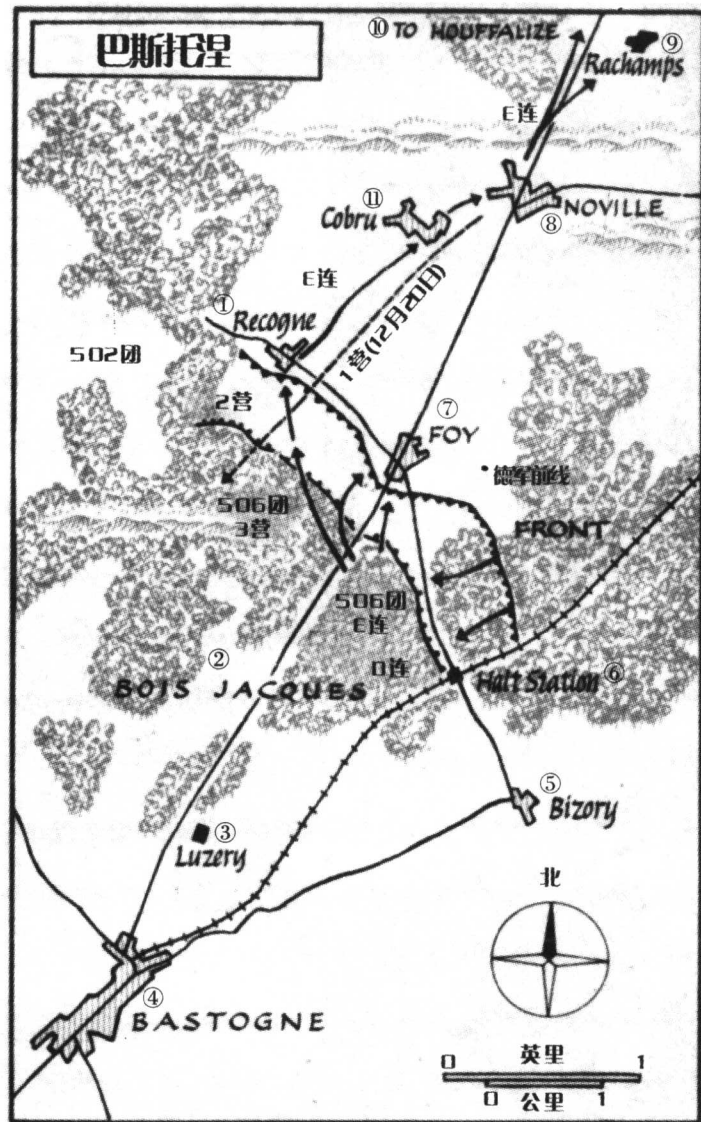 巴斯托涅
⑩ TO HOUFFALIZE
⑨
Rachamps
E连
⑪
Cobru
NOVILLE
⑧
E连
①
Recogne
1营(12月20日)
502团
2营
⑦
FOY
德军前线
506团
3营
FRONT
506团
E连
D连
②
BOIS JACQUES
Halt Station ⑥
⑤
Bizory
③
Luzery
北
④
BASTOGNE
英里
0 1
0 公里 1